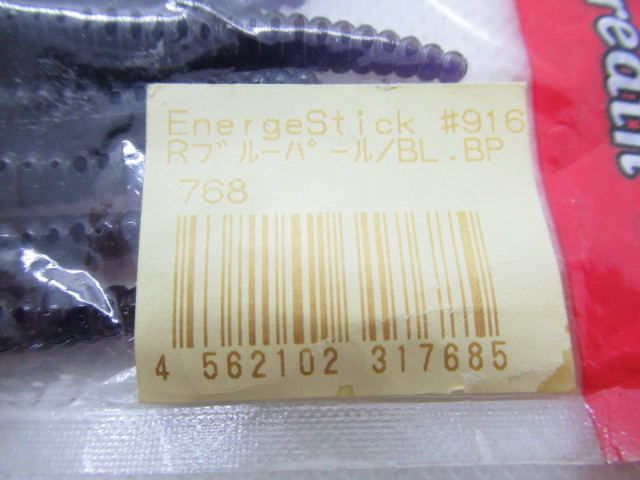 EnergeStick #916
Rﾌﾞﾙｰﾊﾟｰﾙ/BL.BP
768
4 562102 317685